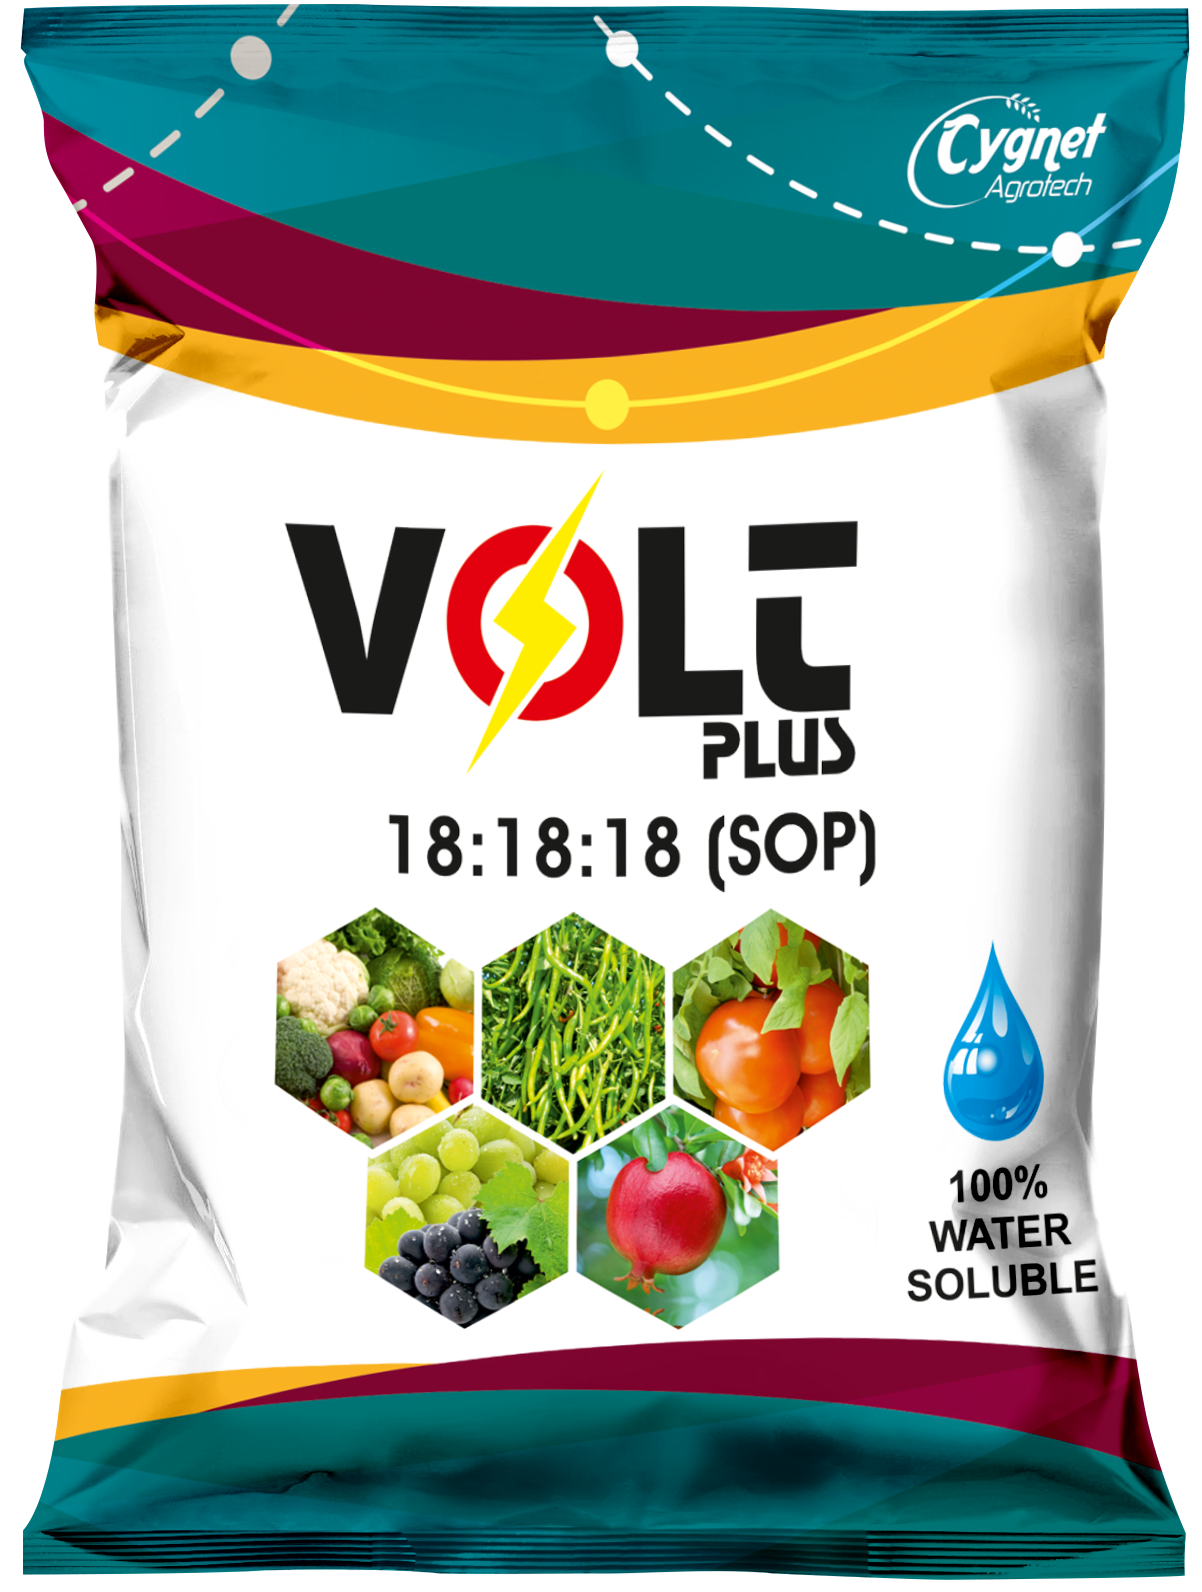 Cygnet
Agrotech
VOLT
PLUS
18:18:18 (SOP)
100%
WATER
SOLUBLE